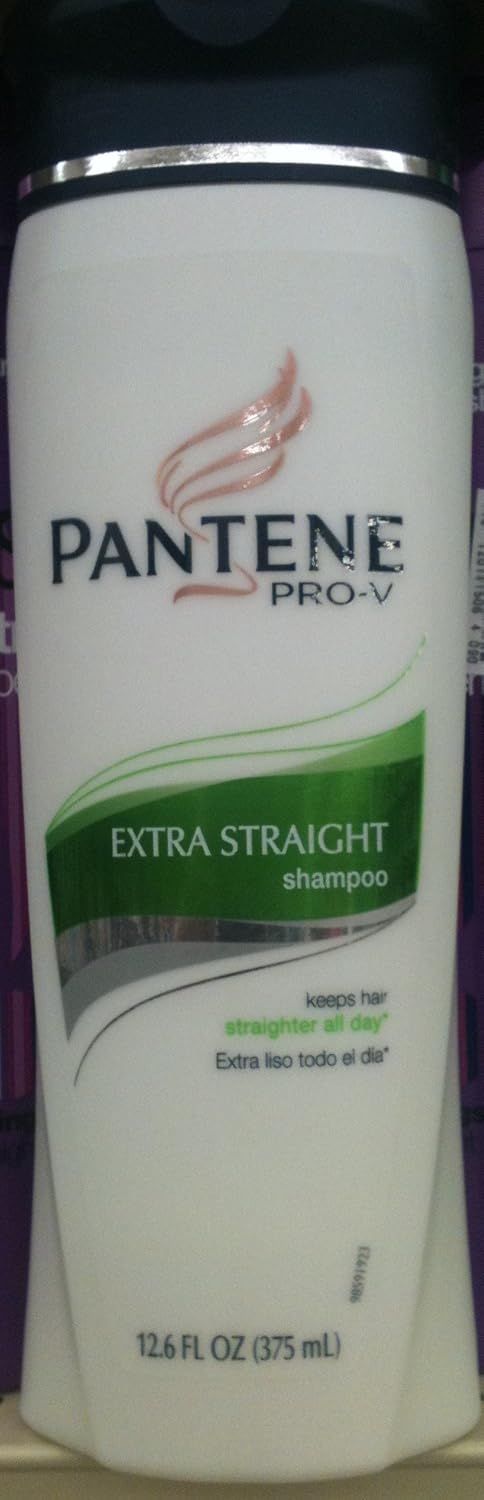 PANTENE
PRO-V
EXTRA STRAIGHT
shampoo
keeps hair
straighter all day*
Extra liso todo el día*
98591923
12.6 FL OZ (375 mL)